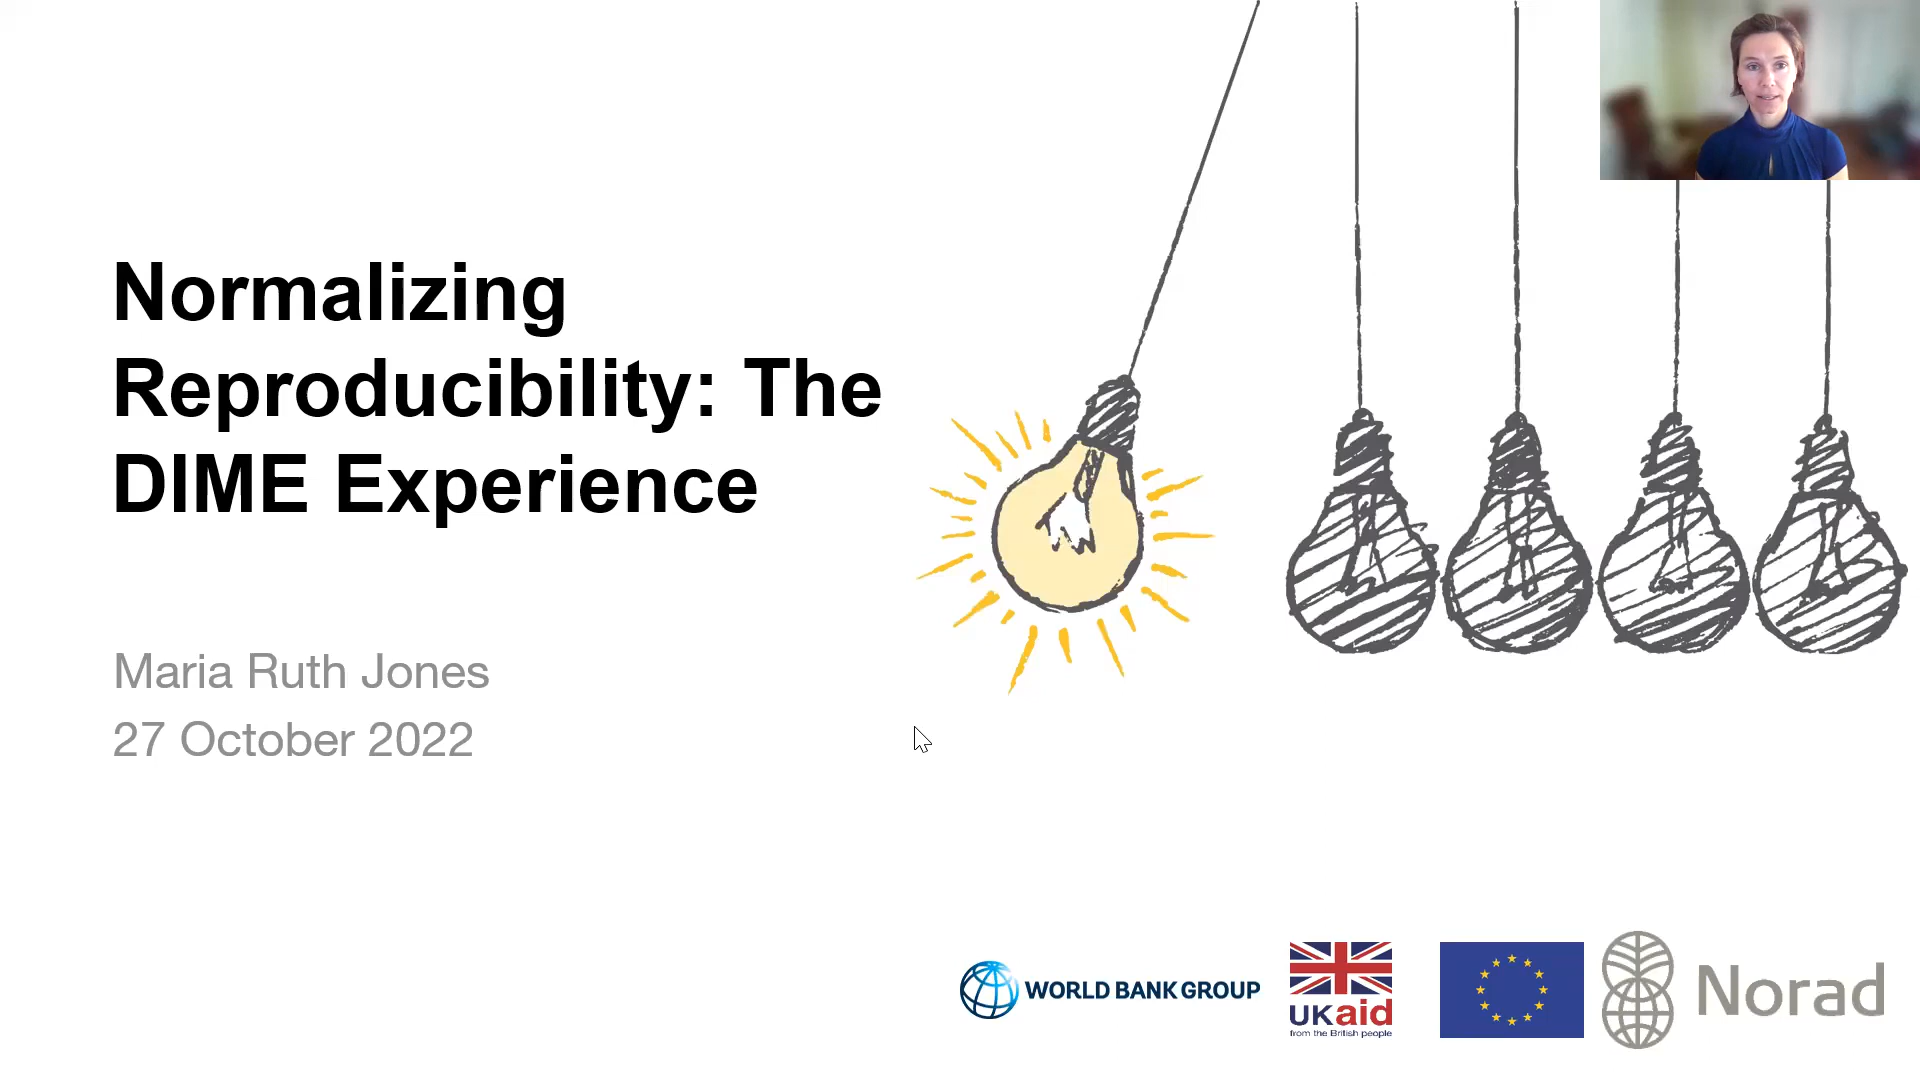 Normalizing
Reproducibility: The
DIME Experience
Maria Ruth Jones
27 October 2022
WORLD BANK GROUP
UKaid
from the British people
Norad